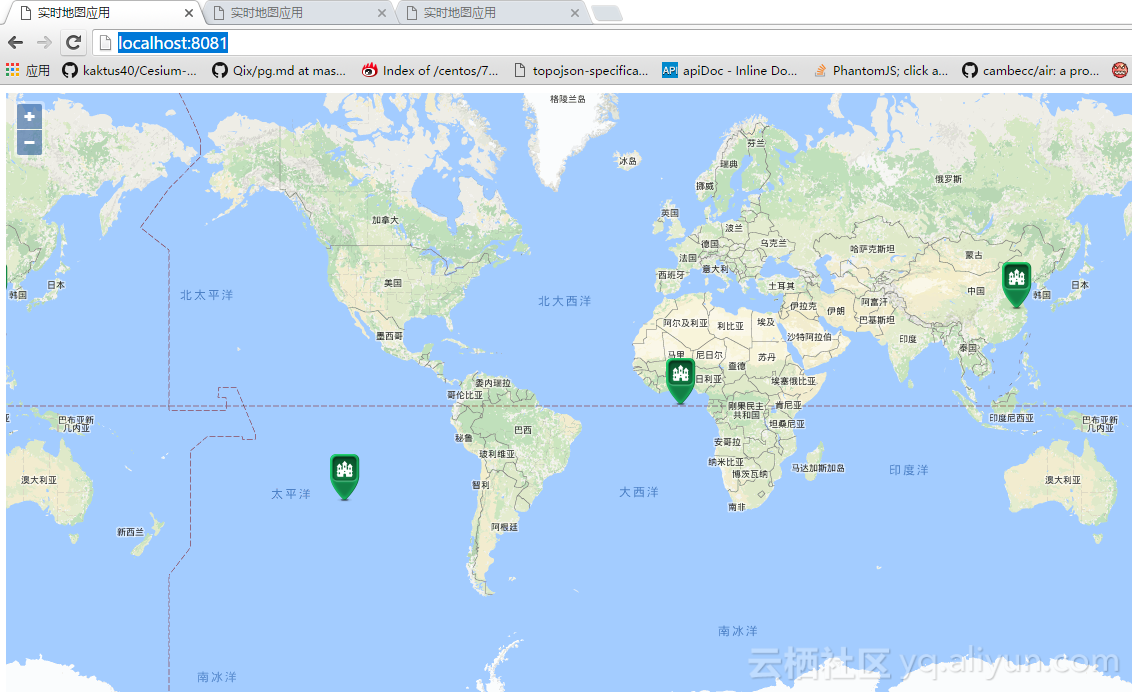 实时地图应用
实时地图应用
实时地图应用
localhost:8081
应用
kaktus40/Cesium-...
Qix/pg.md at mas...
Index of /centos/7...
topojson-specifica...
API
apiDoc - Inline Do...
PhantomJS; click a...
cambecc/air: a pro...
+
−
格陵兰岛
冰岛
芬兰
瑞典
挪威
俄罗斯
英国
加拿大
波兰
德国
乌克兰
哈萨克斯坦
蒙古
法国
意大利
西班牙
土耳其
美国
中国
韩国
日本
韩国
日本
北太平洋
北大西洋
伊拉克
伊朗
阿富汗
巴基斯坦
阿尔及利亚
利比亚
埃及
沙特阿拉伯
印度
泰国
墨西哥
马里
尼日尔
乍得
苏丹
日利亚
埃塞俄比亚
委内瑞拉
哥伦比亚
刚果民主
共和国
肯尼亚
坦桑尼亚
印度尼西亚
巴布亚新
几内亚
巴布亚新
几内亚
秘鲁
巴西
玻利维亚
安哥拉
纳米比亚
博茨瓦纳
马达加斯加岛
印度洋
澳大利亚
澳大利亚
太平洋
大西洋
智利
南非
阿根廷
新西兰
南冰洋
南冰洋
云栖社区 yq.aliyun.com